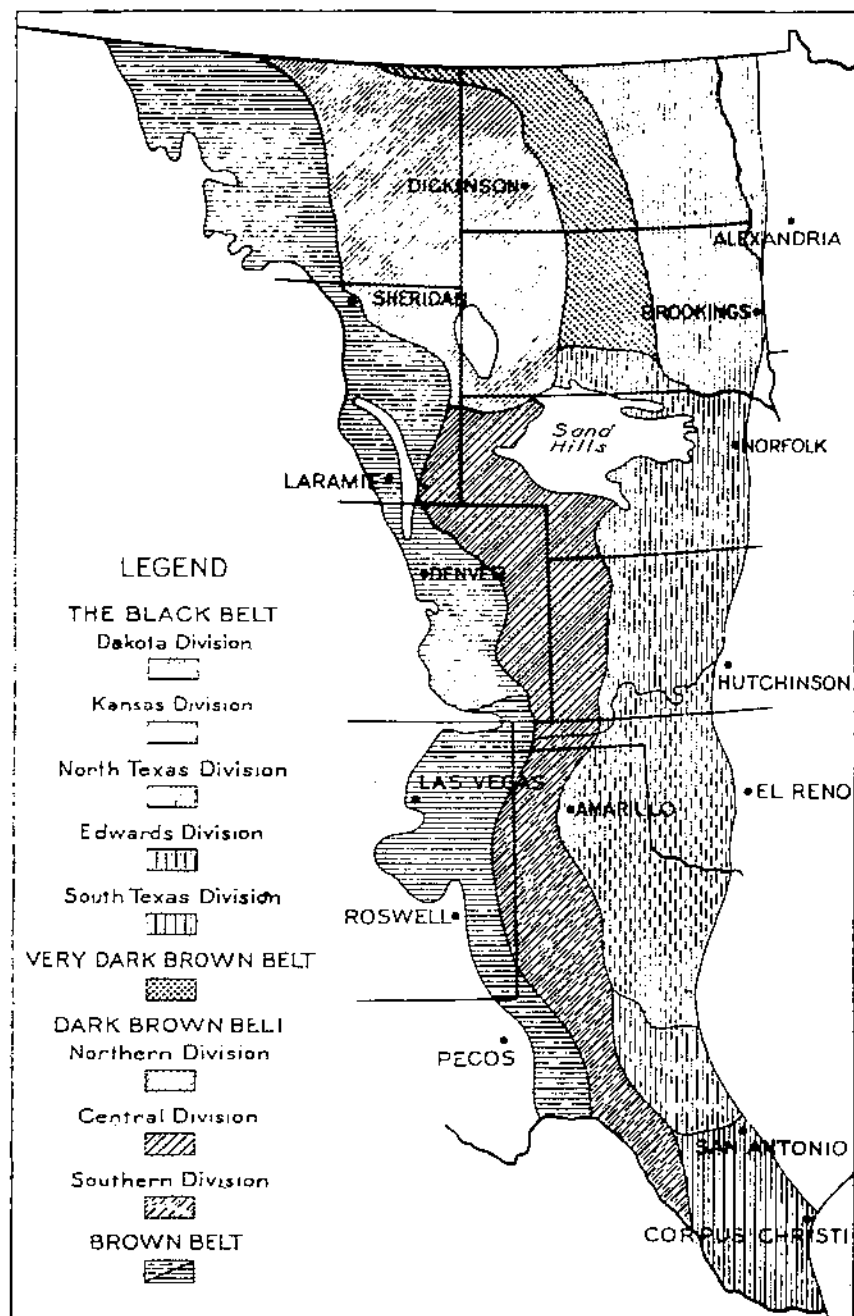 DICKINSON
ALEXANDRIA
SHERIDAN
BROOKINGS
Sand
Hills
NORFOLK
LARAMIE
DENVER
HUTCHINSON
LAS VEGAS
AMARILLO
EL RENO
ROSWELL
PECOS
SAN ANTONIO
CORPUS CHRISTI
LEGEND
THE BLACK BELT
Dakota Division
Kansas Division
North Texas Division
Edwards Division
South Texas Division
VERY DARK BROWN BELT
DARK BROWN BELT
Northern Division
Central Division
Southern Division
BROWN BELT